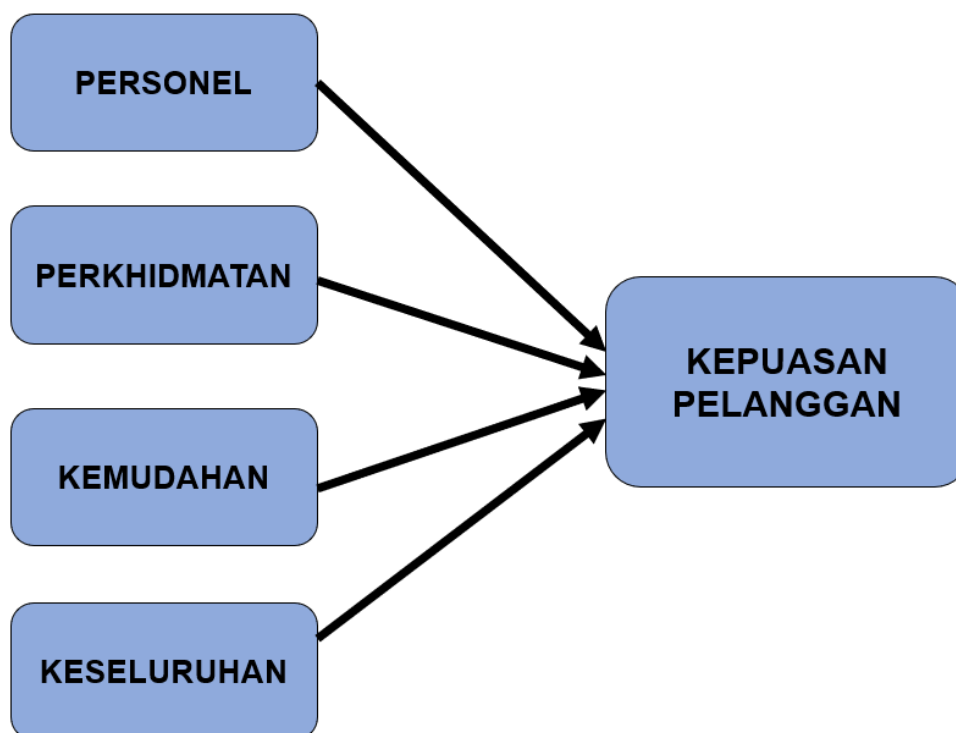 PERSONEL
PERKHIDMATAN
KEMUDAHAN
KESELURUHAN
KEPUASAN
PELANGGAN